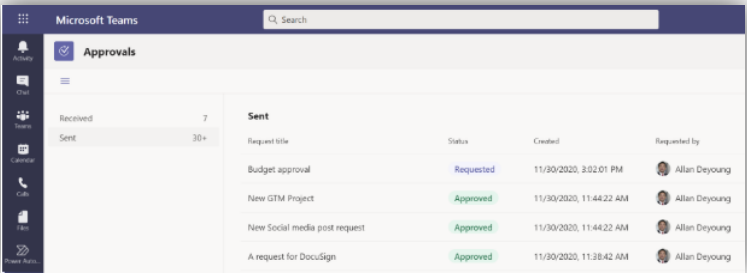 Microsoft Teams
Search
Activity
Chat
Teams
Calendar
Calls
Files
Power Auto...
Approvals
Received 7
Sent 30+
Sent
Request title Status Created Requested by
Budget approval Requested 11/30/2020, 3:02:01 PM Allan Deyoung
New GTM Project Approved 11/30/2020, 11:44:22 AM Allan Deyoung
New Social media post request Approved 11/30/2020, 11:44:22 AM Allan Deyoung
A request for DocuSign Approved 11/30/2020, 11:38:42 AM Allan Deyoung